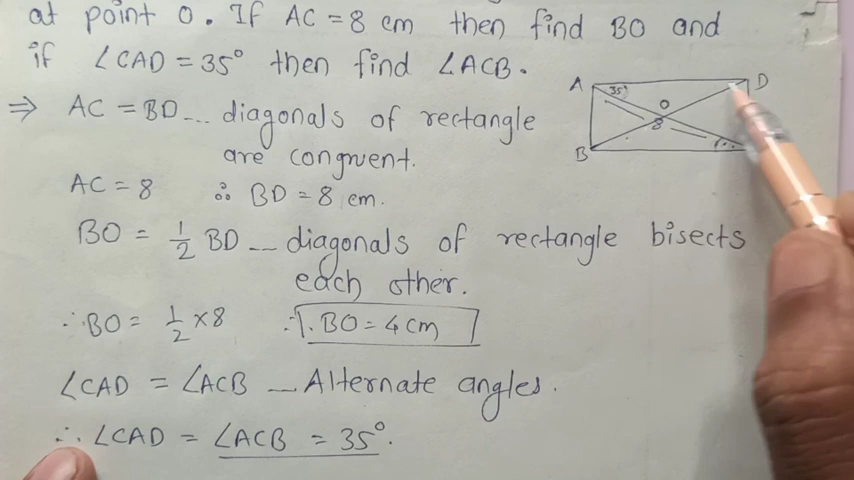 at point O. If AC = 8 cm then find BO and
if ∠CAD = 35° then find ∠ACB.
⇒ AC = BD --- diagonals of rectangle
are congruent.
AC = 8 ∴ BD = 8 cm.
BO = 1/2 BD --- diagonals of rectangle bisects
each other.
∴ BO = 1/2 × 8 ∴ BO = 4 cm
∠CAD = ∠ACB — Alternate angles.
∴ ∠CAD = ∠ACB = 35°.
A 35° D
O
8
B